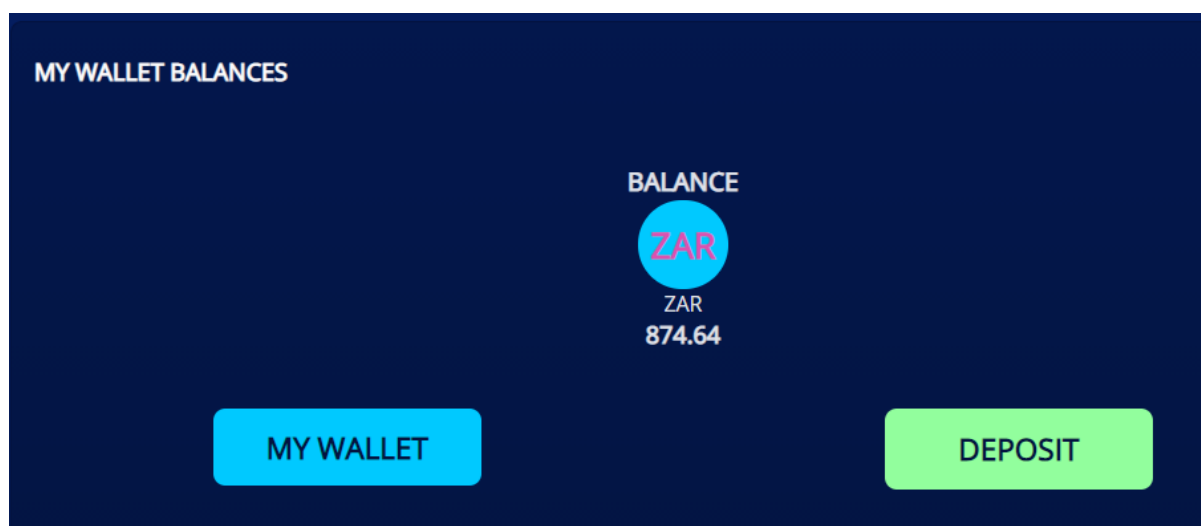 MY WALLET BALANCES
BALANCE
ZAR
ZAR
874.64
MY WALLET
DEPOSIT